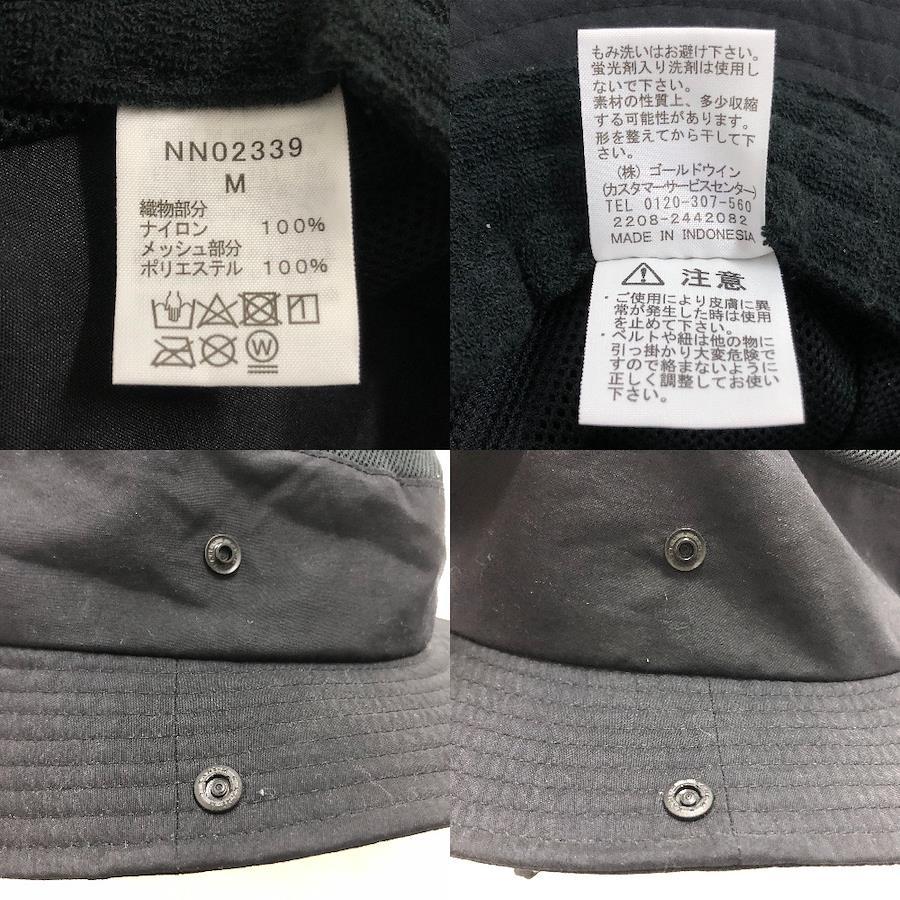 NN02339
M
織物部分
ナイロン 100%
メッシュ部分
ポリエステル 100%
W
もみ洗いはお避け下さい。
蛍光剤入り洗剤は使用し
ないで下さい。
素材の性質上、多少収縮
する可能性があります。
形を整えてから干して下
さい。
(株) ゴールドウイン
(カスタマーサービスセンター)
TEL 0120-307-560
2208-2442082
MADE IN INDONESIA
注意
・ご使用により皮膚に異
常が発生した時は使用
を止めて下さい。
・ベルトや紐は他の物に
引っ掛かり大変危険で
すので絡まないように
正しく調整してお使い
下さい。